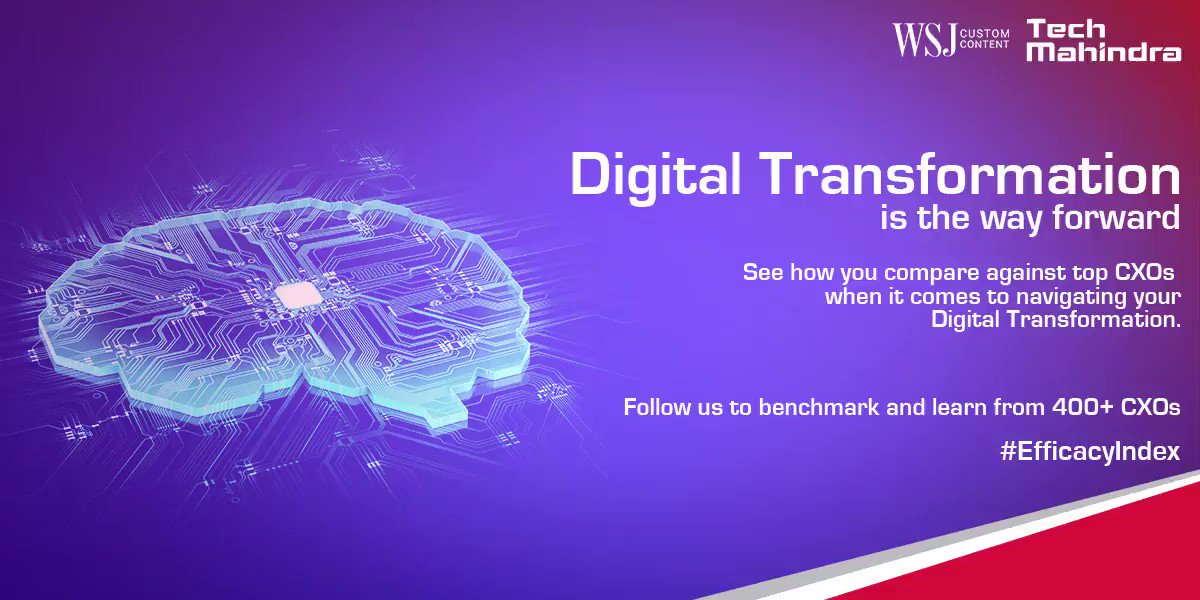 WSJ CUSTOM
CONTENT
Tech
Mahindra
Digital Transformation
is the way forward
See how you compare against top CXOs
when it comes to navigating your
Digital Transformation.
Follow us to benchmark and learn from 400+ CXOs
#EfficacyIndex